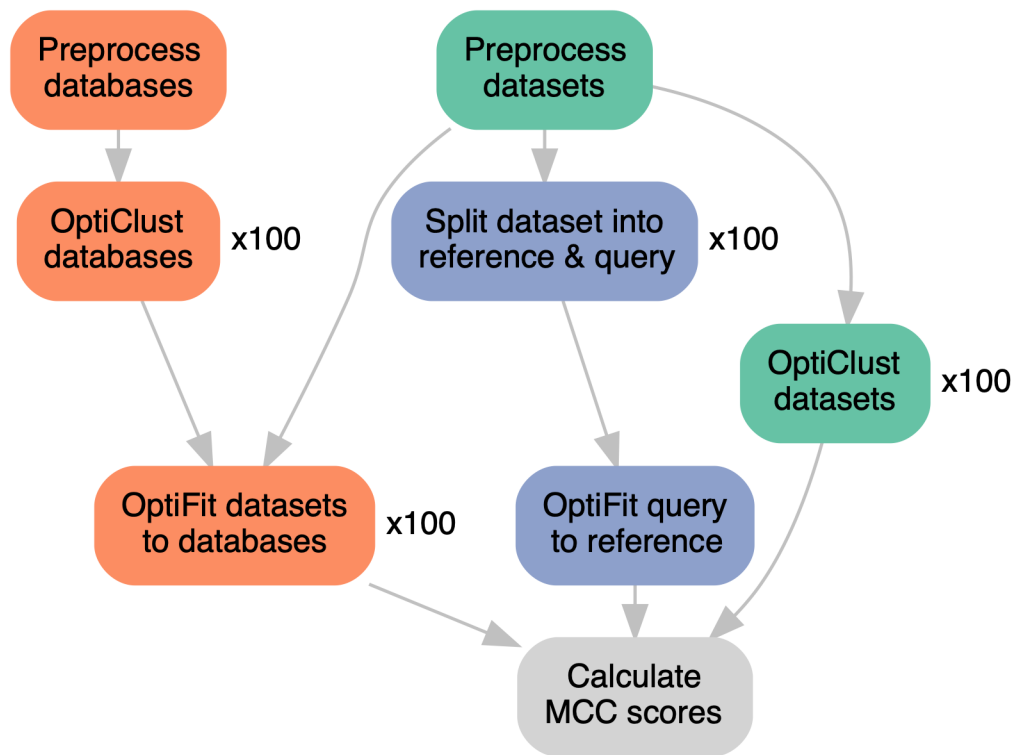 Preprocess
databases
Preprocess
datasets
OptiClust
databases
x100
Split dataset into
reference & query
x100
OptiClust
datasets
x100
OptiFit datasets
to databases
x100
OptiFit query
to reference
Calculate
MCC scores